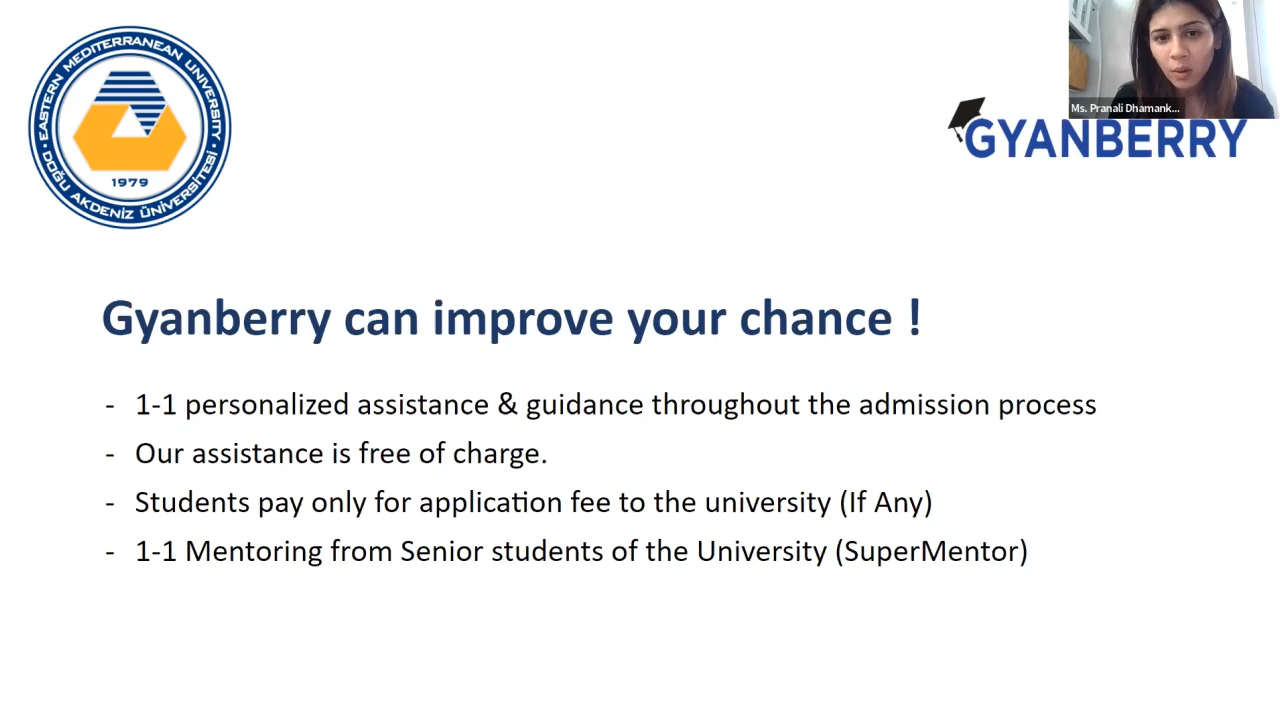 EASTERN MEDITERRANEAN UNIVERSITY
1979
DOĞU AKDENİZ ÜNİVERSİTESİ
Ms. Pranali Dhamank...
GYANBERRY
Gyanberry can improve your chance !
- 1-1 personalized assistance & guidance throughout the admission process
- Our assistance is free of charge.
- Students pay only for application fee to the university (If Any)
- 1-1 Mentoring from Senior students of the University (SuperMentor)